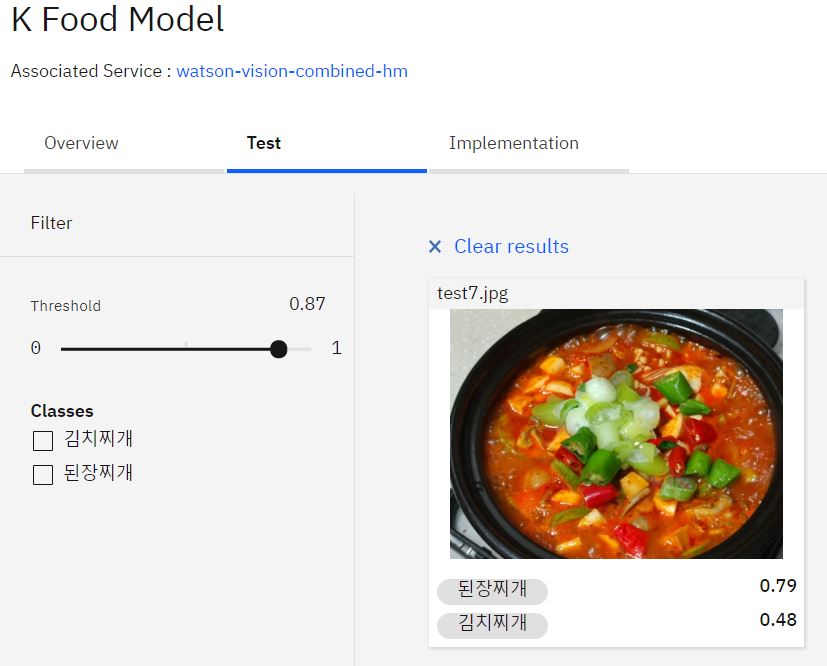 K Food Model
Associated Service : watson-vision-combined-hm
Overview Test Implementation
Filter
Threshold 0.87
0 1
Classes
김치찌개
된장찌개
× Clear results
test7.jpg
된장찌개 0.79
김치찌개 0.48